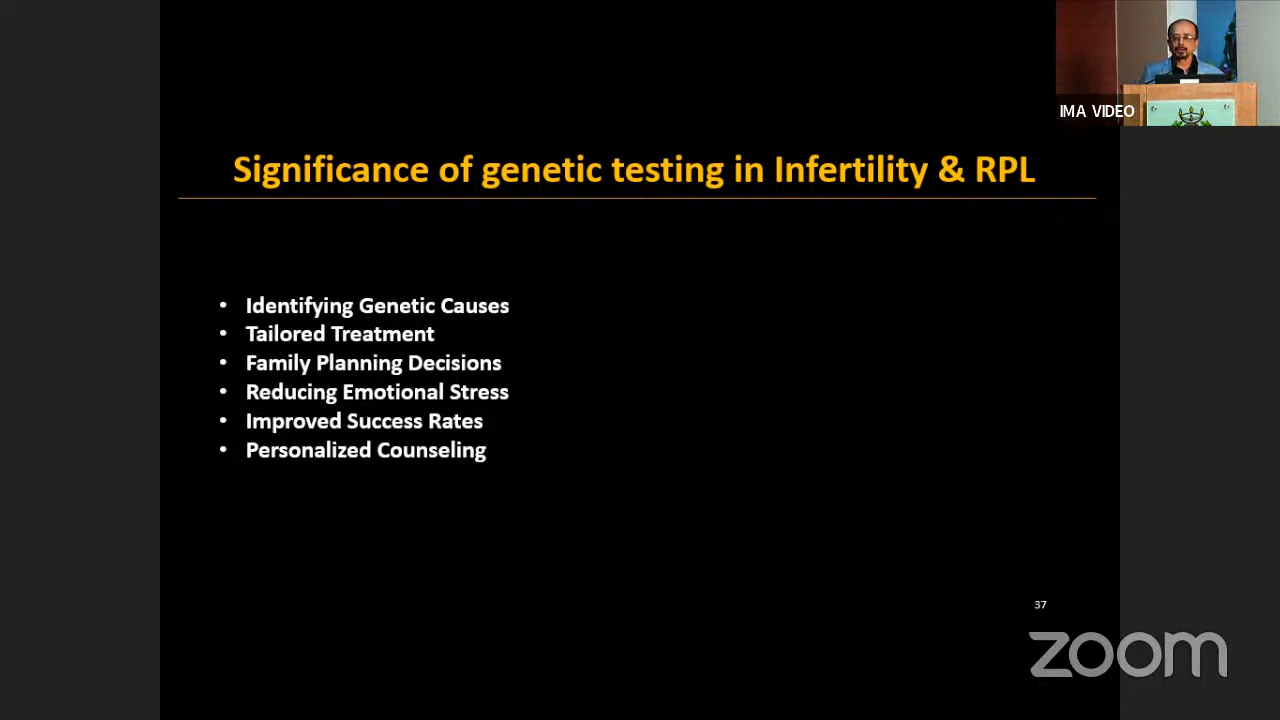 IMA VIDEO
Significance of genetic testing in Infertility & RPL
• Identifying Genetic Causes
• Tailored Treatment
• Family Planning Decisions
• Reducing Emotional Stress
• Improved Success Rates
• Personalized Counseling
37
zoom